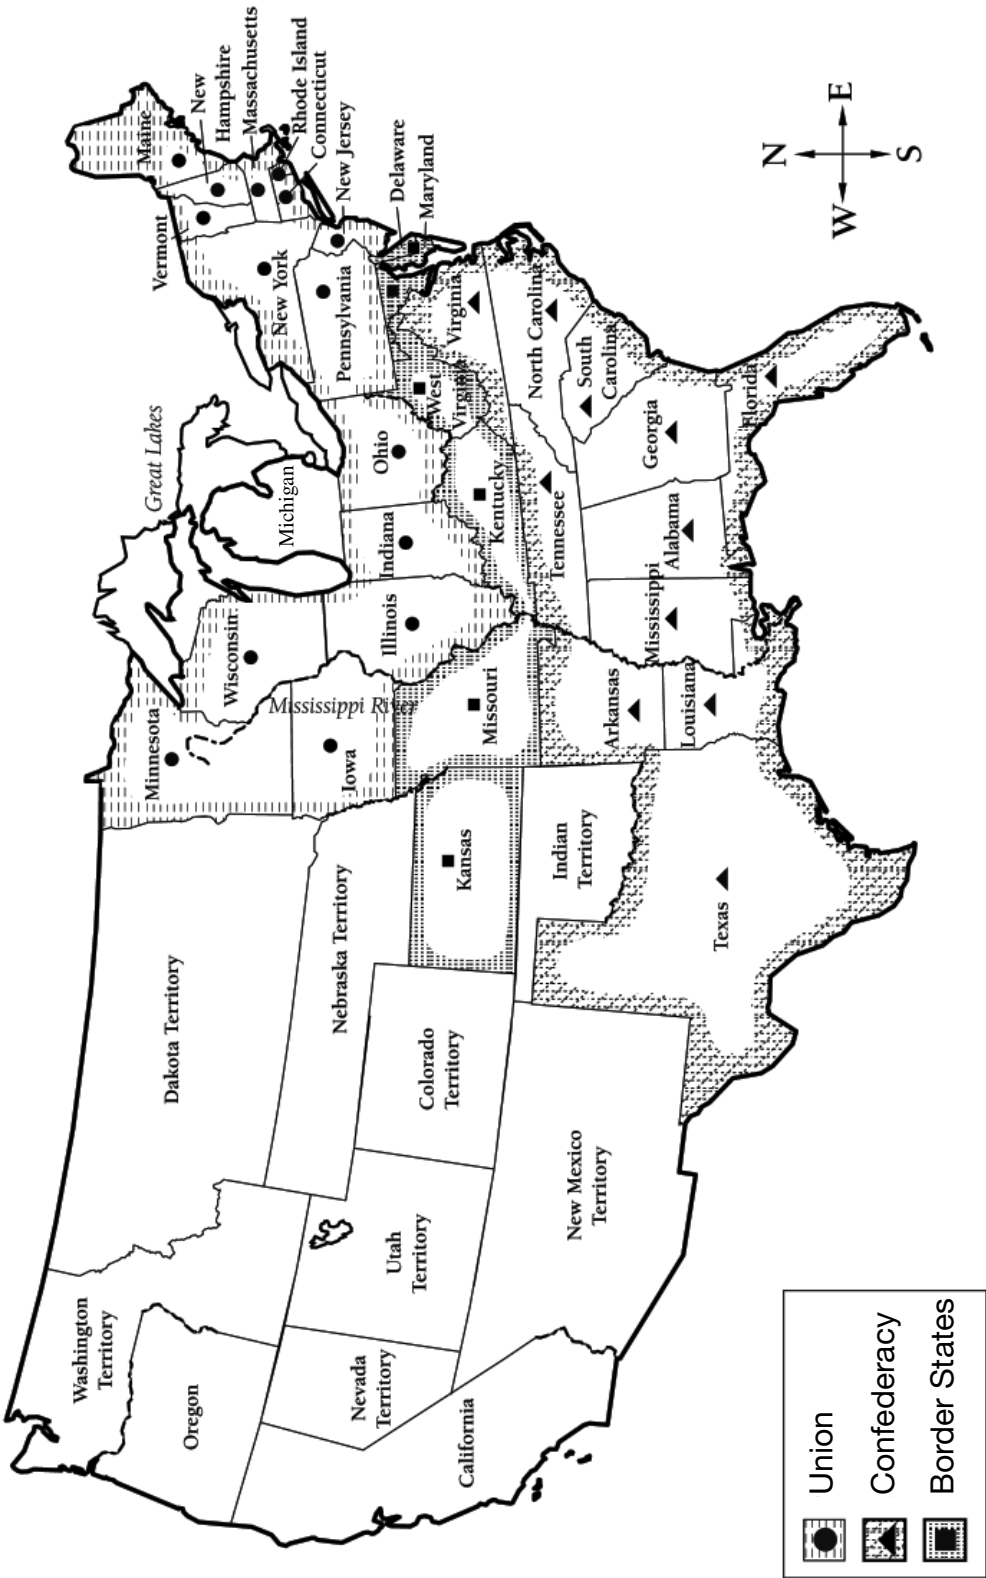 Washington
Territory
Oregon
California
Nevada
Territory
Utah
Territory
Dakota Territory
Nebraska Territory
Colorado
Territory
New Mexico
Territory
Kansas
Indian
Territory
Texas
Minnesota
Iowa
Missouri
Arkansas
Louisiana
Wisconsin
Illinois
Mississippi River
Great Lakes
Michigan
Indiana
Ohio
Kentucky
Tennessee
Mississippi
Alabama
Georgia
Florida
South
Carolina
North Carolina
Virginia
West
Virginia
Pennsylvania
New York
Vermont
Maine
New
Hampshire
Massachusetts
Rhode Island
Connecticut
New Jersey
Delaware
Maryland
N
W
E
S
Union
Confederacy
Border States